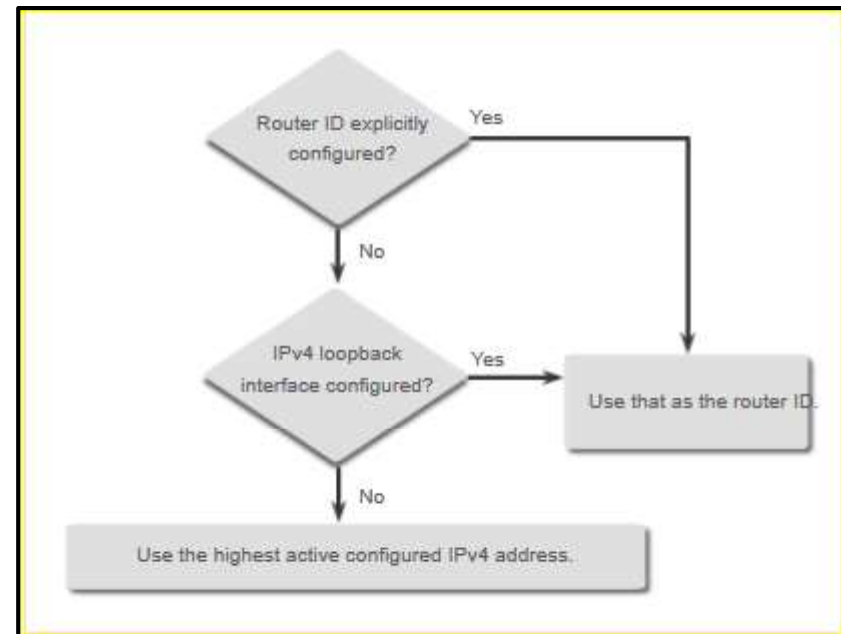 Router ID explicitly
configured?
Yes
No
IPv4 loopback
interface configured?
Yes
Use that as the router ID.
No
Use the highest active configured IPv4 address.